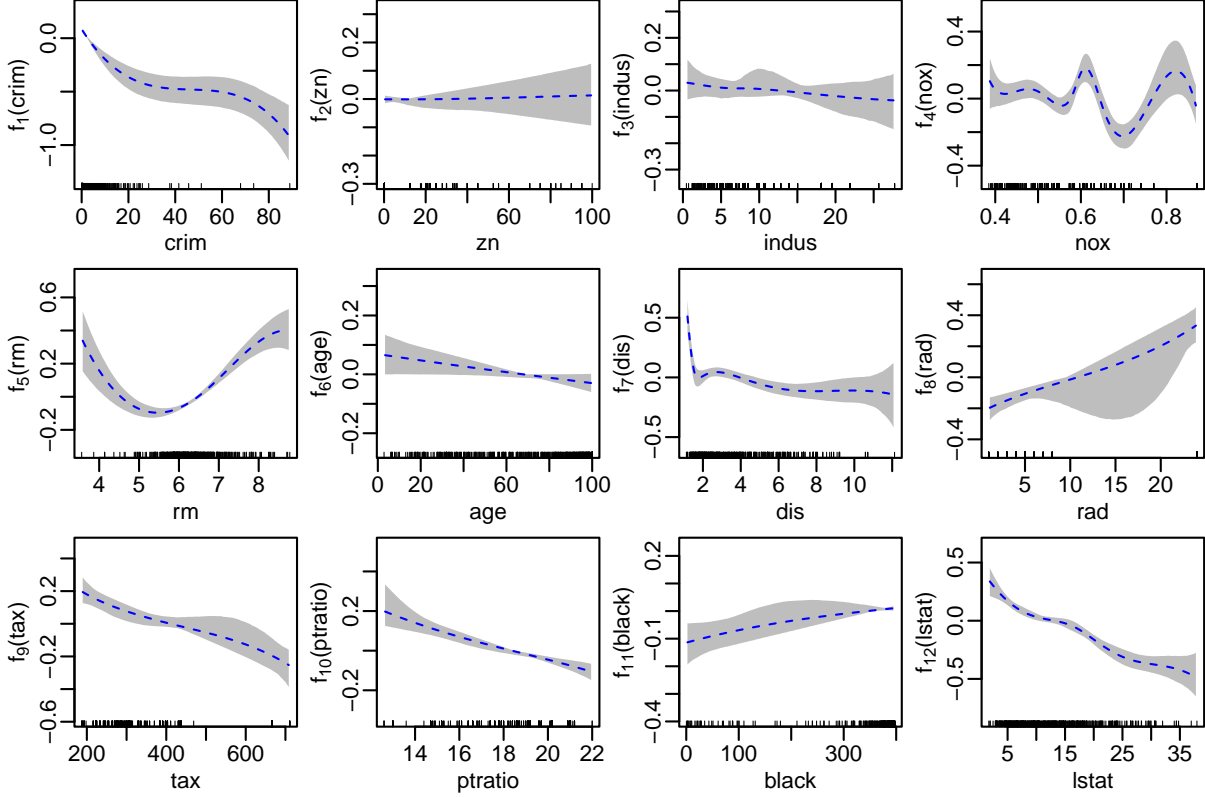 f₁(crim)
−1.0 0.0
0 20 40 60 80
crim
f₂(zn)
−0.3 0.0 0.2
0 20 60 100
zn
f₃(indus)
−0.3 0.0 0.2
0 5 10 20
indus
f₄(nox)
−0.4 0.0 0.4
0.4 0.6 0.8
nox
f₅(rm)
−0.2 0.2 0.6
4 5 6 7 8
rm
f₆(age)
−0.2 0.0 0.2
0 20 60 100
age
f₇(dis)
−0.5 0.0 0.5
2 4 6 8 10
dis
f₈(rad)
−0.4 0.0 0.4
5 10 15 20
rad
f₉(tax)
−0.6 −0.2 0.2
200 400 600
tax
f₁₀(ptratio)
−0.2 0.2
14 16 18 20 22
ptratio
f₁₁(black)
−0.4 −0.1 0.2
0 100 300
black
f₁₂(lstat)
−0.5 0.0 0.5
5 15 25 35
lstat